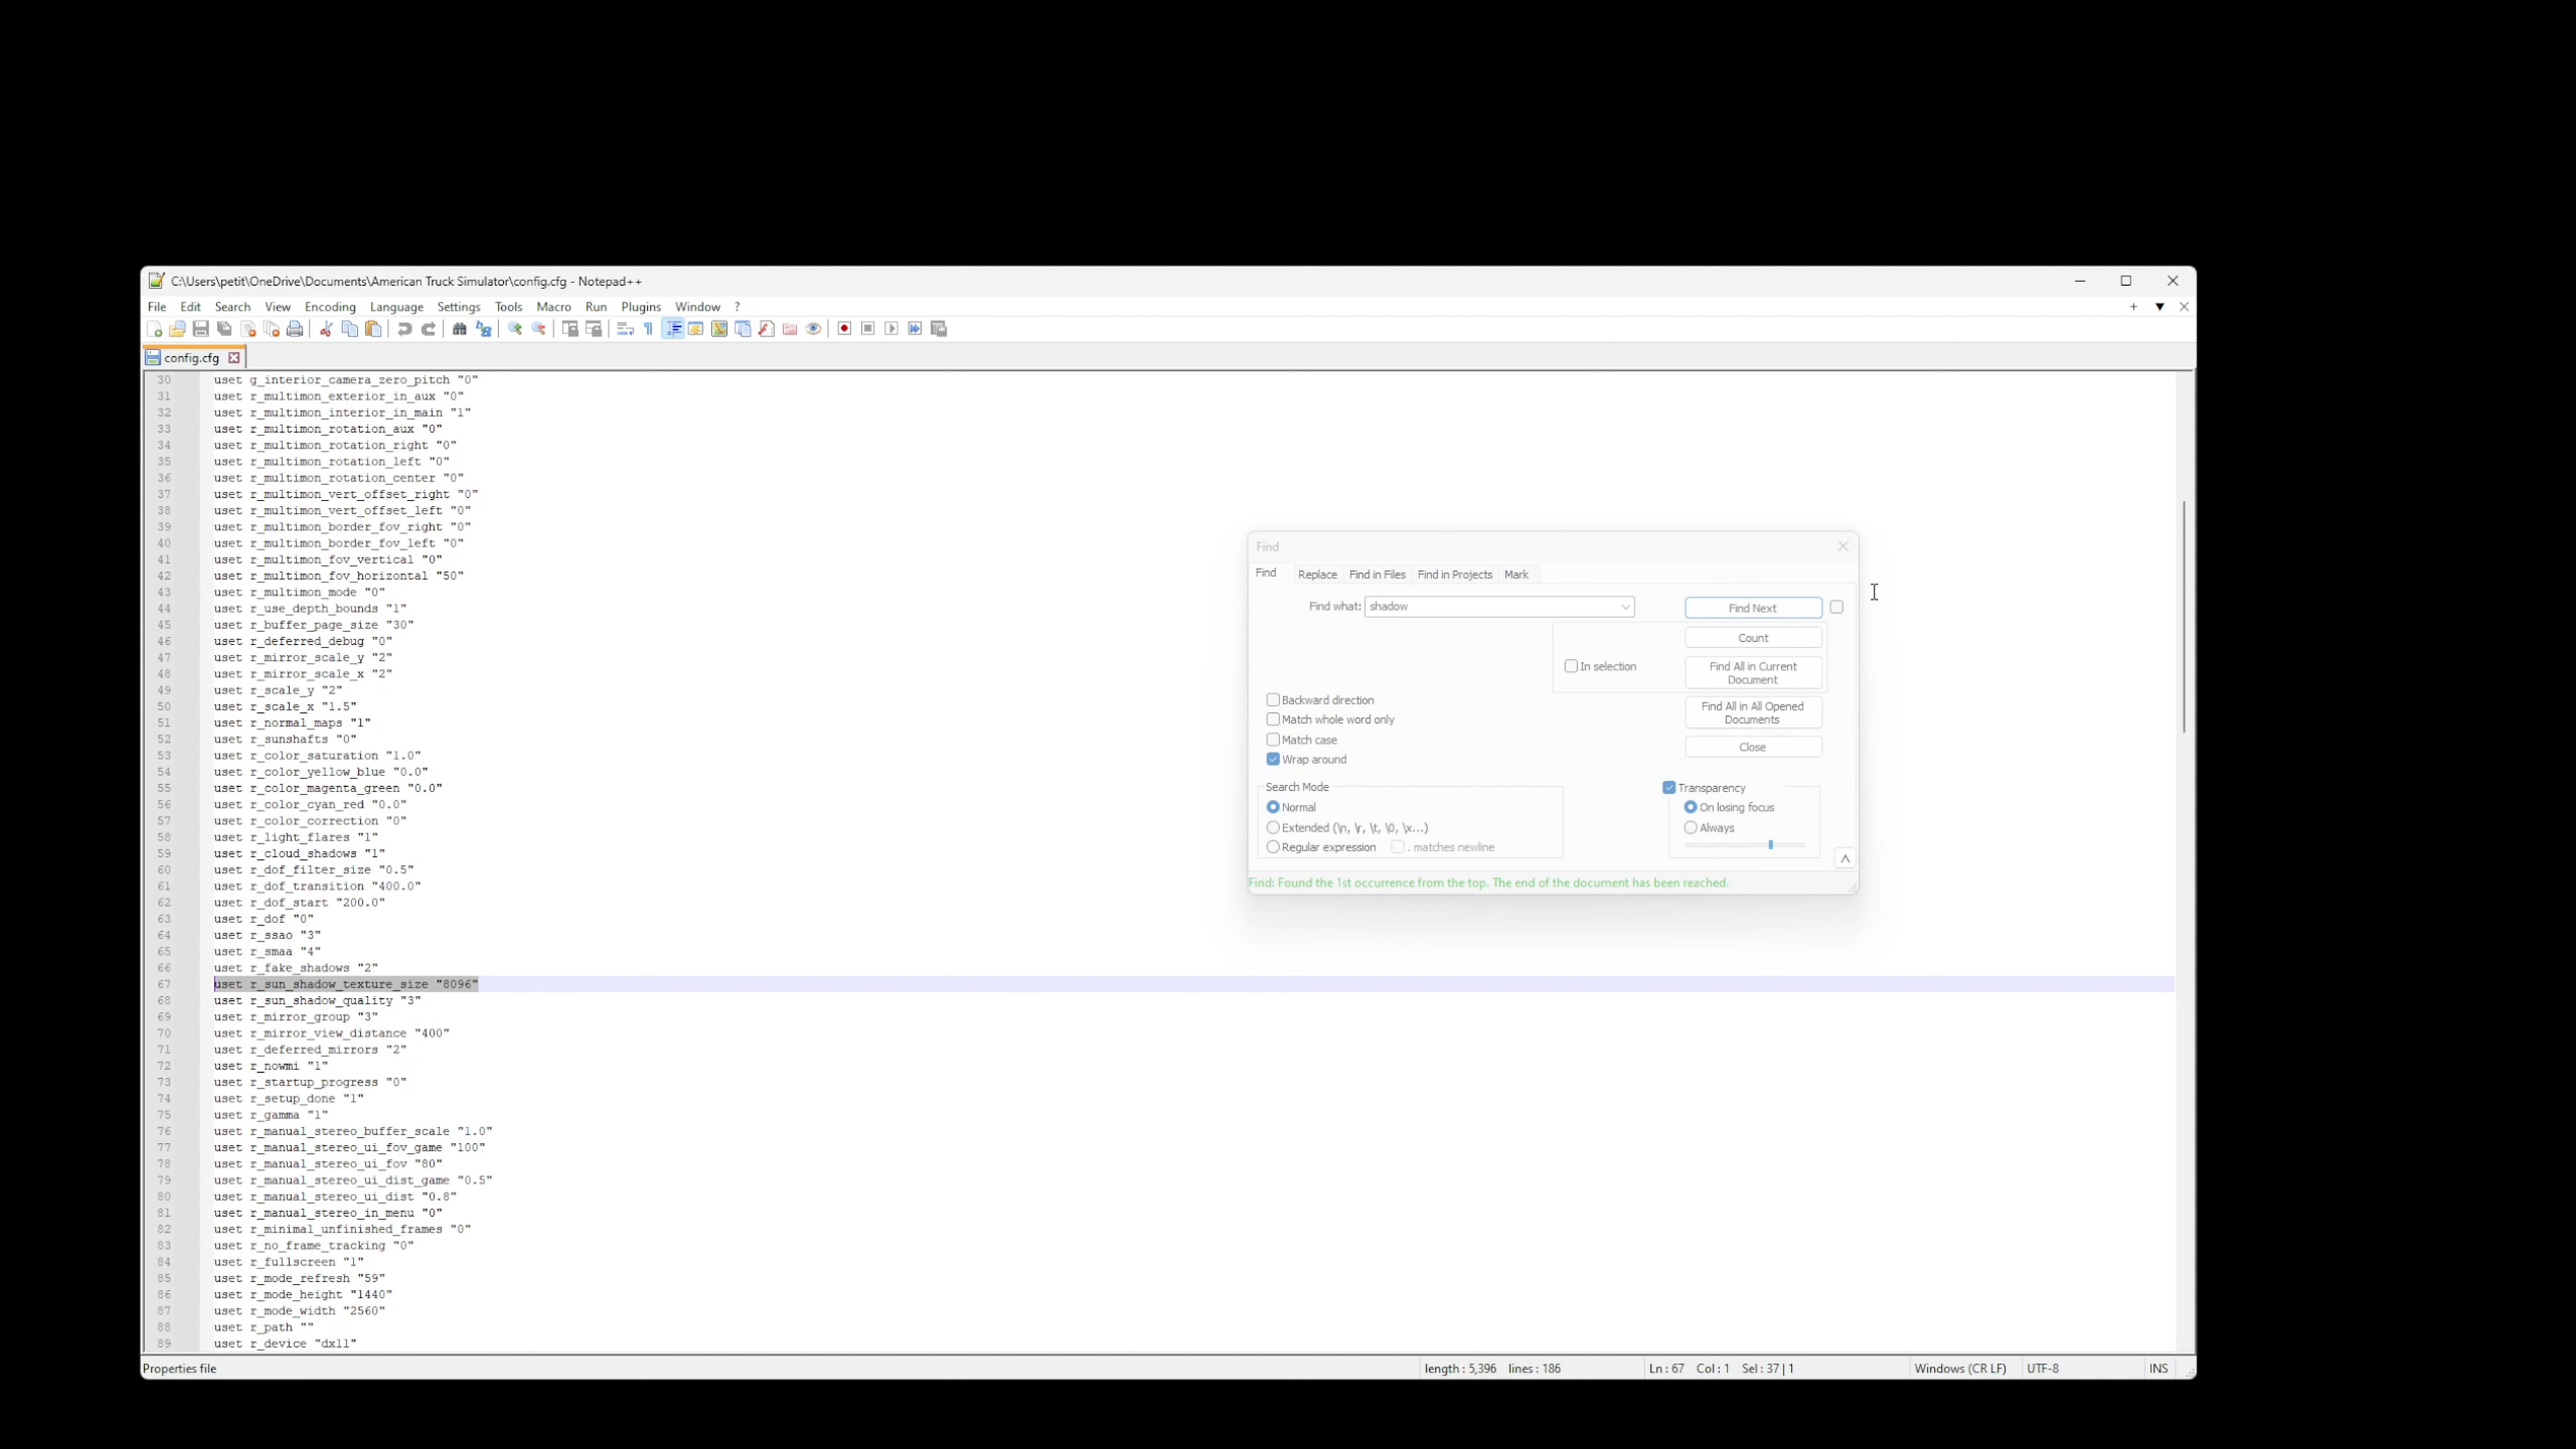 C:\Users\petit\OneDrive\Documents\American Truck Simulator\config.cfg - Notepad++
File Edit Search View Encoding Language Settings Tools Macro Run Plugins Window ?
config.cfg
30 uset g_interior_camera_zero_pitch "0"
31 uset r_multimon_exterior_in_aux "0"
32 uset r_multimon_interior_in_main "1"
33 uset r_multimon_rotation_aux "0"
34 uset r_multimon_rotation_right "0"
35 uset r_multimon_rotation_left "0"
36 uset r_multimon_rotation_center "0"
37 uset r_multimon_vert_offset_right "0"
38 uset r_multimon_vert_offset_left "0"
39 uset r_multimon_border_fov_right "0"
40 uset r_multimon_border_fov_left "0"
41 uset r_multimon_fov_vertical "0"
42 uset r_multimon_fov_horizontal "50"
43 uset r_multimon_mode "0"
44 uset r_use_depth_bounds "1"
45 uset r_buffer_page_size "30"
46 uset r_deferred_debug "0"
47 uset r_mirror_scale_y "2"
48 uset r_mirror_scale_x "2"
49 uset r_scale_y "2"
50 uset r_scale_x "1.5"
51 uset r_normal_maps "1"
52 uset r_sunshafts "0"
53 uset r_color_saturation "1.0"
54 uset r_color_yellow_blue "0.0"
55 uset r_color_magenta_green "0.0"
56 uset r_color_cyan_red "0.0"
57 uset r_color_correction "0"
58 uset r_light_flares "1"
59 uset r_cloud_shadows "1"
60 uset r_dof_filter_size "0.5"
61 uset r_dof_transition "400.0"
62 uset r_dof_start "200.0"
63 uset r_dof "0"
64 uset r_ssao "3"
65 uset r_smaa "4"
66 uset r_fake_shadows "2"
67 uset r_sun_shadow_texture_size "8096"
68 uset r_sun_shadow_quality "3"
69 uset r_mirror_group "3"
70 uset r_mirror_view_distance "400"
71 uset r_deferred_mirrors "2"
72 uset r_nowmi "1"
73 uset r_startup_progress "0"
74 uset r_setup_done "1"
75 uset r_gamma "1"
76 uset r_manual_stereo_buffer_scale "1.0"
77 uset r_manual_stereo_ui_fov_game "100"
78 uset r_manual_stereo_ui_fov "80"
79 uset r_manual_stereo_ui_dist_game "0.5"
80 uset r_manual_stereo_ui_dist "0.8"
81 uset r_manual_stereo_in_menu "0"
82 uset r_minimal_unfinished_frames "0"
83 uset r_no_frame_tracking "0"
84 uset r_fullscreen "1"
85 uset r_mode_refresh "59"
86 uset r_mode_height "1440"
87 uset r_mode_width "2560"
88 uset r_path ""
89 uset r_device "dx11"
Find
Find Replace Find in Files Find in Projects Mark
Find what: shadow Find Next
Count
In selection Find All in Current
Document
Backward direction Find All in All Opened
Documents
Match whole word only
Match case Close
Wrap around
Search Mode Transparency
Normal On losing focus
Extended (\n, \r, \t, \0, \x...) Always
Regular expression . matches newline
Find: Found the 1st occurrence from the top. The end of the document has been reached.
Properties file length : 5,396 lines : 186 Ln : 67 Col : 1 Sel : 37 | 1 Windows (CR LF) UTF-8 INS